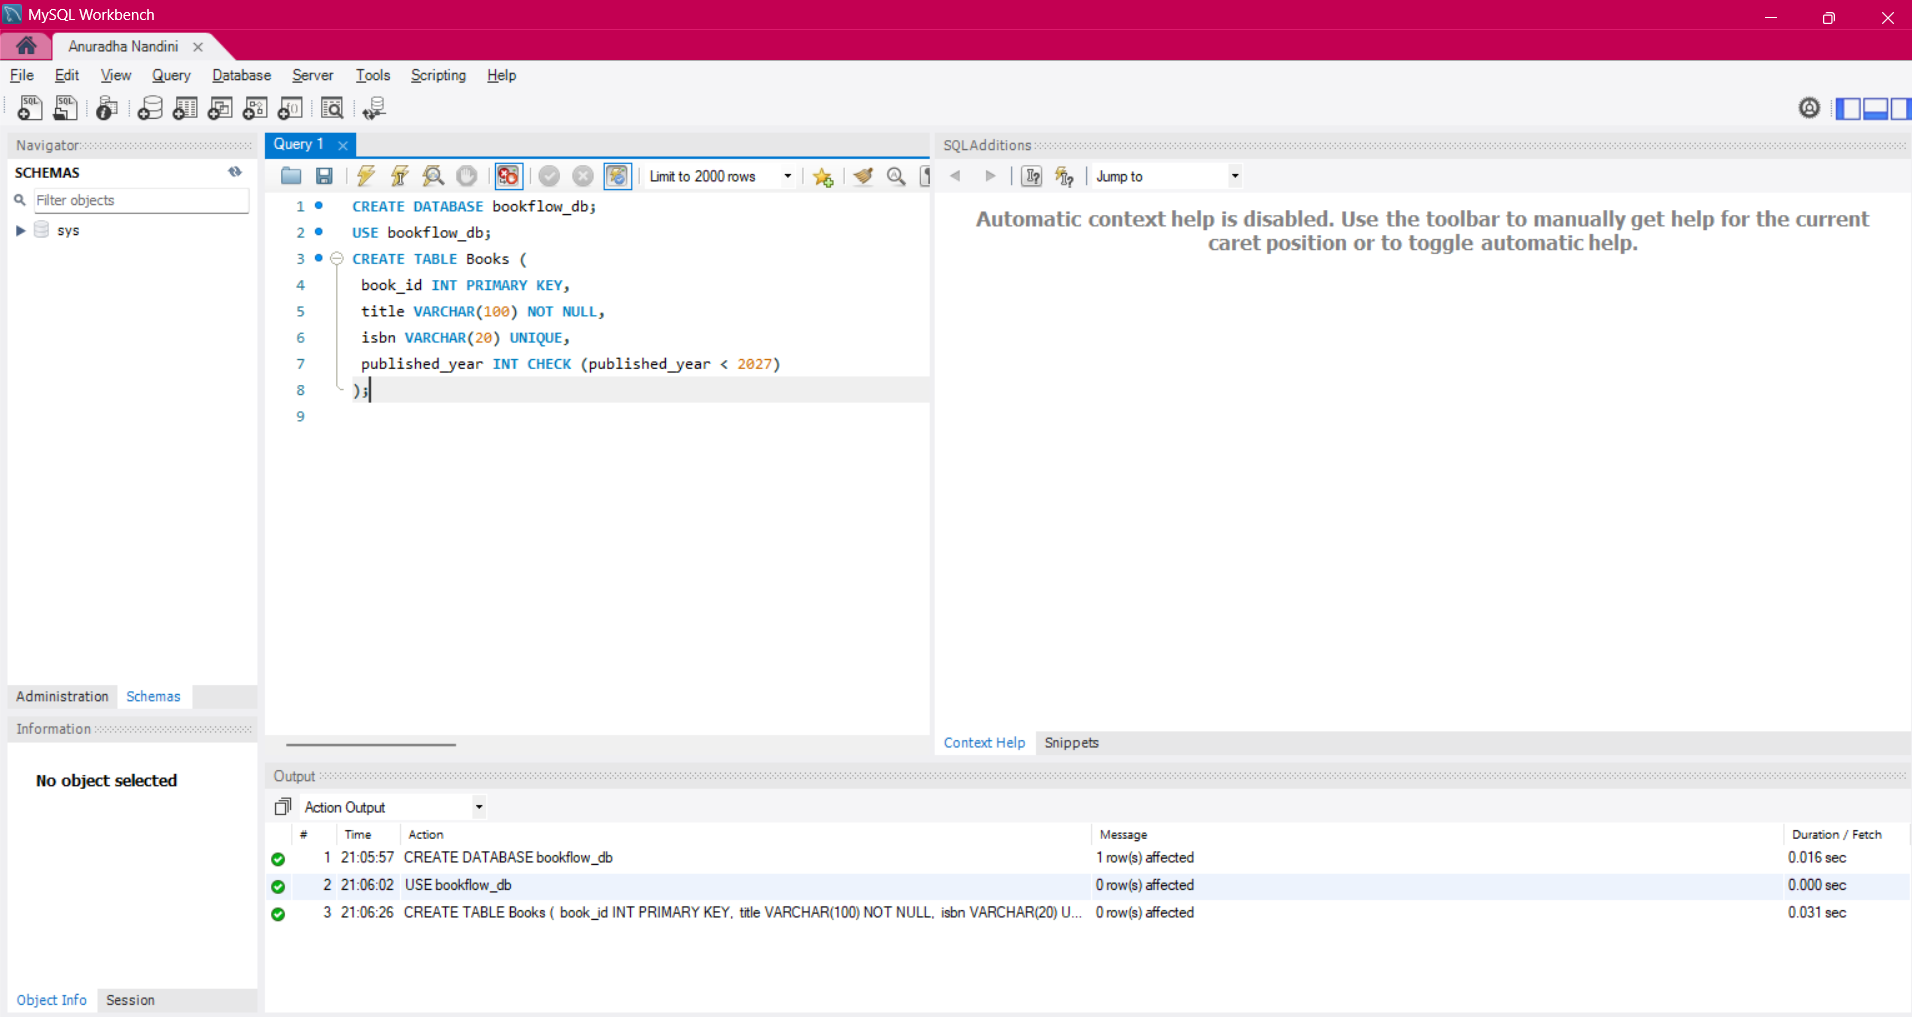 MySQL Workbench
Anuradha Nandini
File Edit View Query Database Server Tools Scripting Help
Navigator
SCHEMAS
Filter objects
sys
Administration Schemas
Information
No object selected
Object Info Session
Query 1
Limit to 2000 rows
1 CREATE DATABASE bookflow_db;
2 USE bookflow_db;
3 CREATE TABLE Books (
4 book_id INT PRIMARY KEY,
5 title VARCHAR(100) NOT NULL,
6 isbn VARCHAR(20) UNIQUE,
7 published_year INT CHECK (published_year < 2027)
8 );
9
SQLAdditions
Jump to
Automatic context help is disabled. Use the toolbar to manually get help for the current
caret position or to toggle automatic help.
Context Help Snippets
Output
Action Output
# Time Action Message Duration / Fetch
1 21:05:57 CREATE DATABASE bookflow_db 1 row(s) affected 0.016 sec
2 21:06:02 USE bookflow_db 0 row(s) affected 0.000 sec
3 21:06:26 CREATE TABLE Books ( book_id INT PRIMARY KEY, title VARCHAR(100) NOT NULL, isbn VARCHAR(20) U... 0 row(s) affected 0.031 sec